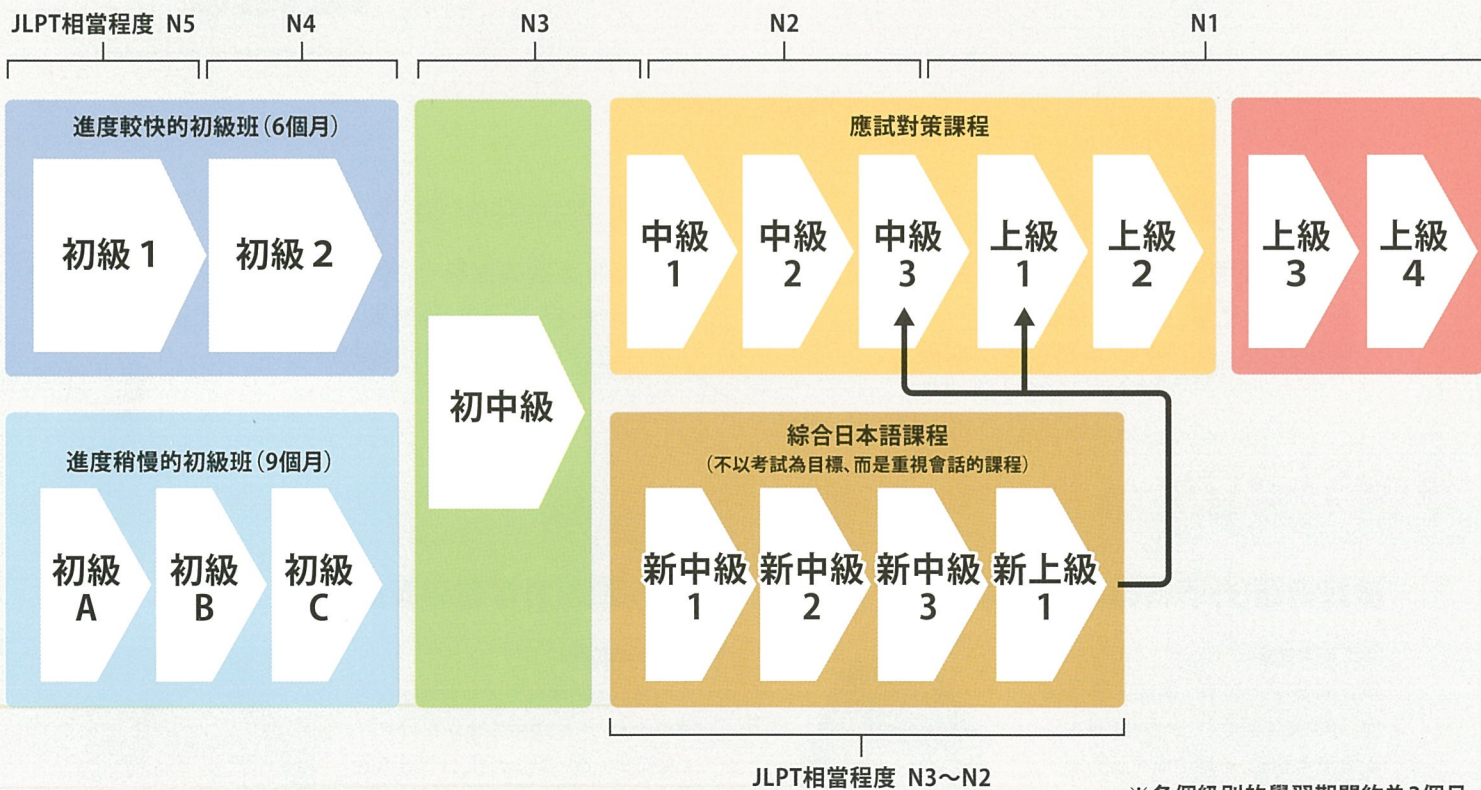 JLPT相當程度 N5
N4
N3
N2
N1
進度較快的初級班（6個月）
初級 1
初級 2
進度稍慢的初級班（9個月）
初級
A
初級
B
初級
C
初中級
應試對策課程
中級
1
中級
2
中級
3
上級
1
上級
2
上級
3
上級
4
綜合日本語課程
（不以考試為目標、而是重視會話的課程）
新中級
1
新中級
2
新中級
3
新上級
1
JLPT相當程度 N3～N2